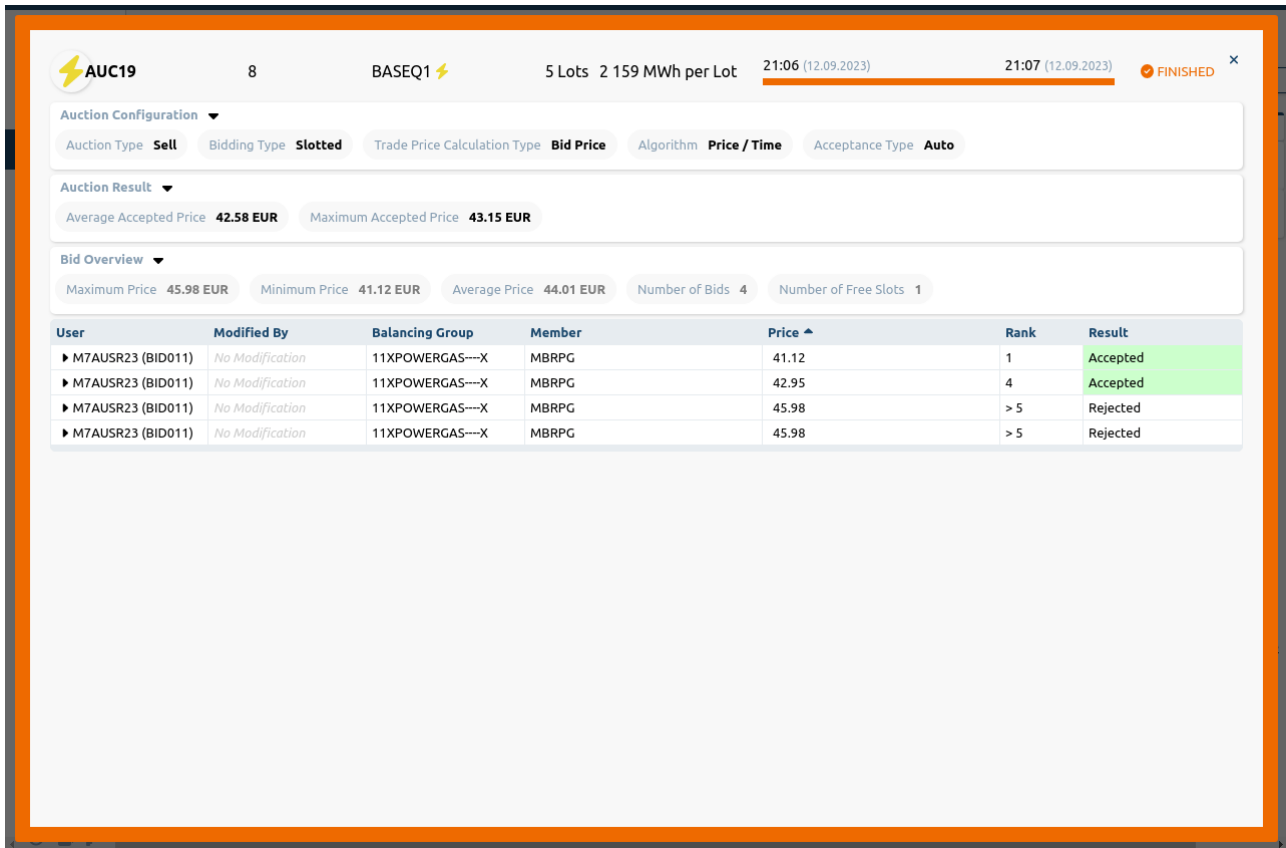 AUC19 8 BASEQ1 5 Lots 2 159 MWh per Lot 21:06 (12.09.2023) 21:07 (12.09.2023) FINISHED ×
Auction Configuration
Auction Type Sell Bidding Type Slotted Trade Price Calculation Type Bid Price Algorithm Price / Time Acceptance Type Auto
Auction Result
Average Accepted Price 42.58 EUR Maximum Accepted Price 43.15 EUR
Bid Overview
Maximum Price 45.98 EUR Minimum Price 41.12 EUR Average Price 44.01 EUR Number of Bids 4 Number of Free Slots 1
User Modified By Balancing Group Member Price Rank Result
M7AUSR23 (BID011) No Modification 11XPOWERGAS----X MBRPG 41.12 1 Accepted
M7AUSR23 (BID011) No Modification 11XPOWERGAS----X MBRPG 42.95 4 Accepted
M7AUSR23 (BID011) No Modification 11XPOWERGAS----X MBRPG 45.98 > 5 Rejected
M7AUSR23 (BID011) No Modification 11XPOWERGAS----X MBRPG 45.98 > 5 Rejected